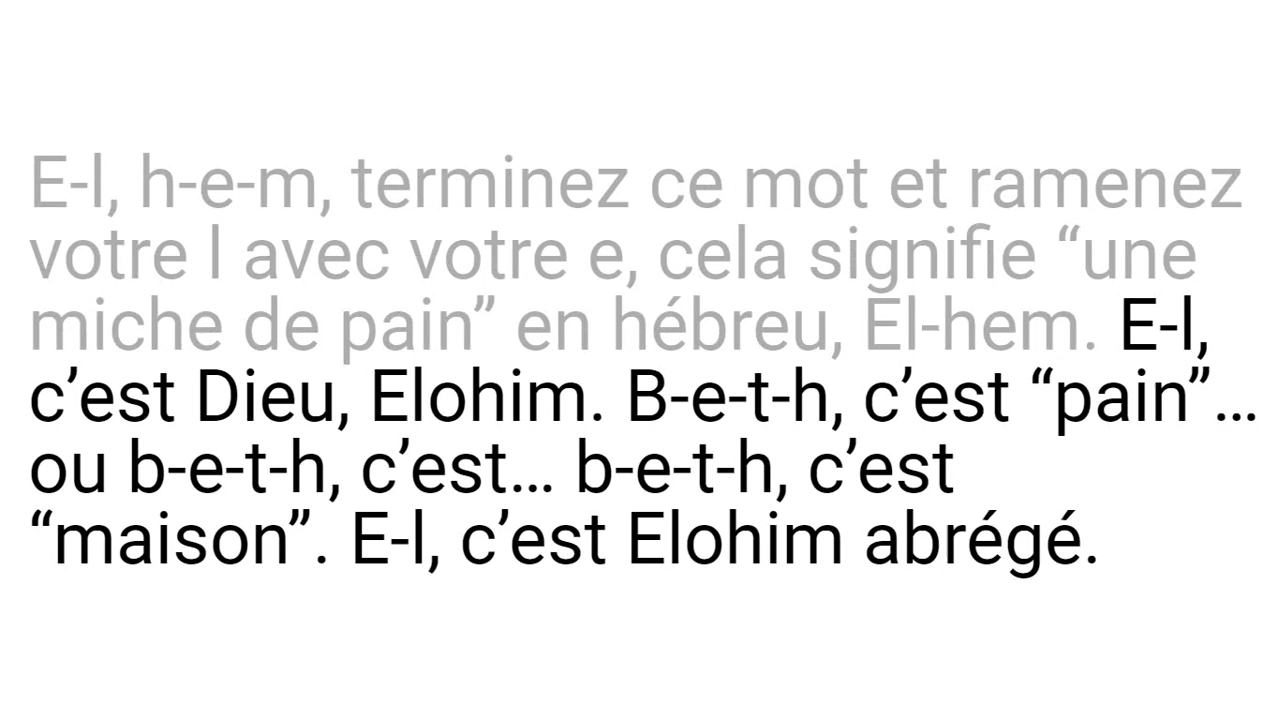 E-l, h-e-m, terminez ce mot et ramenez
votre l avec votre e, cela signifie “une
miche de pain” en hébreu, El-hem. E-l,
c’est Dieu, Elohim. B-e-t-h, c’est “pain”…
ou b-e-t-h, c’est… b-e-t-h, c’est
“maison”. E-l, c’est Elohim abrégé.